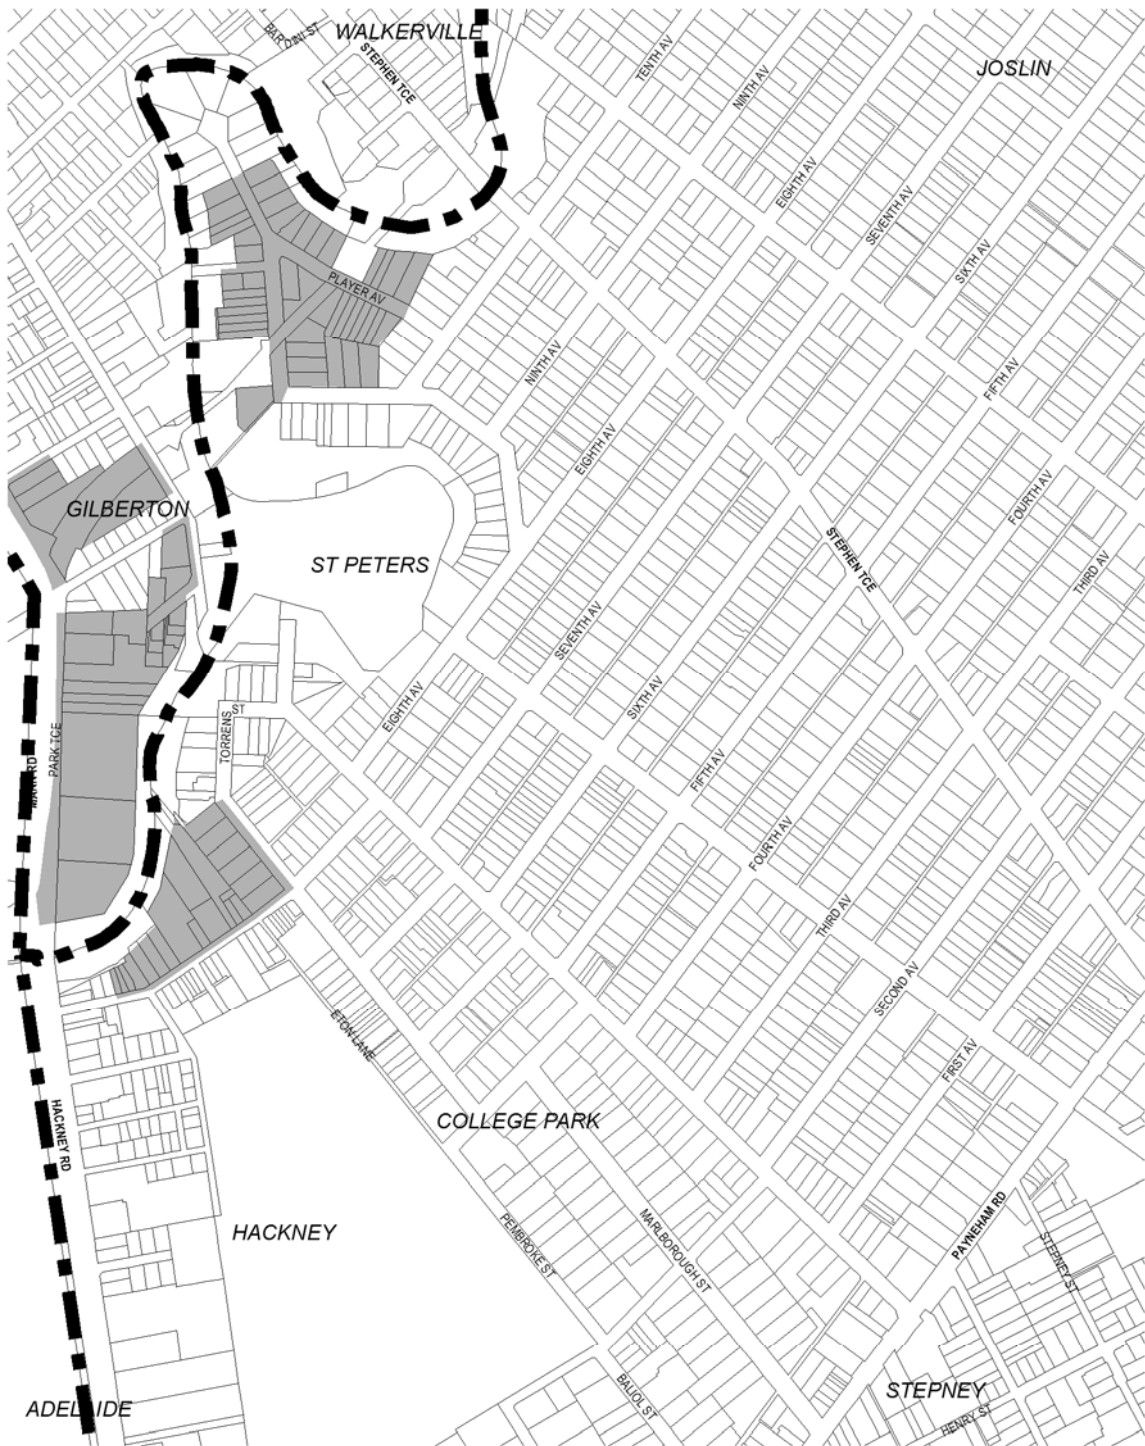 WALKERVILLE
BARDINI ST
STEPHEN TCE
TENTH AV
NINTH AV
JOSLIN
EIGHTH AV
SEVENTH AV
SIXTH AV
PLAYER AV
NINTH AV
FIFTH AV
EIGHTH AV
GILBERTON
FOURTH AV
ST PETERS
STEPHEN TCE
THIRD AV
SEVENTH AV
EIGHTH AV
SIXTH AV
TORRENS ST
PARK TCE
MANN RD
FIFTH AV
FOURTH AV
THIRD AV
SECOND AV
ETON LANE
FIRST AV
COLLEGE PARK
HACKNEY RD
HACKNEY
PEMBROKE ST
MARLBOROUGH ST
PAYNEHAM RD
STEPNEY ST
ADELAIDE
BALIOL ST
STEPNEY
HENRY ST